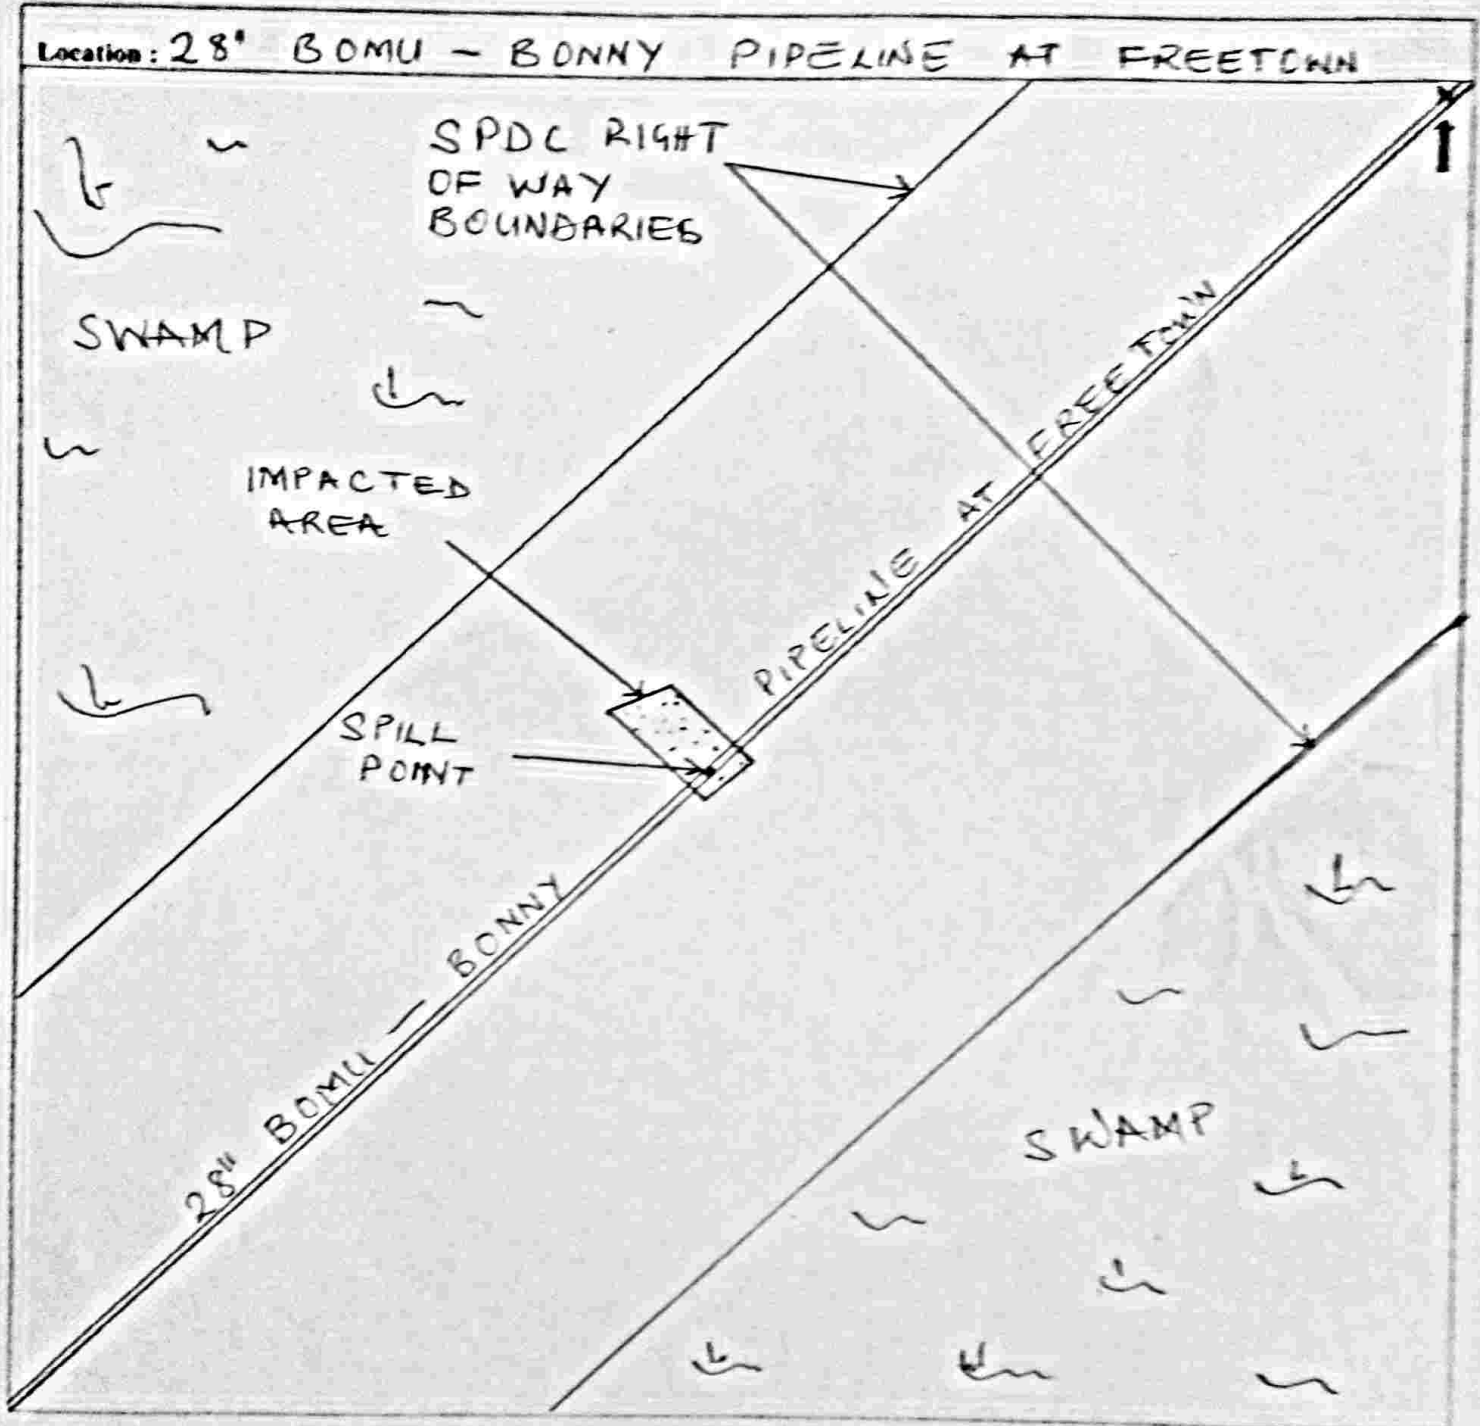 Location: 28" BOMU - BONNY PIPELINE AT FREETOWN
SPDC RIGHT
OF WAY
BOUNDARIES
SWAMP
IMPACTED
AREA
SPILL
POINT
28" BOMU - BONNY PIPELINE AT FREETOWN
SWAMP